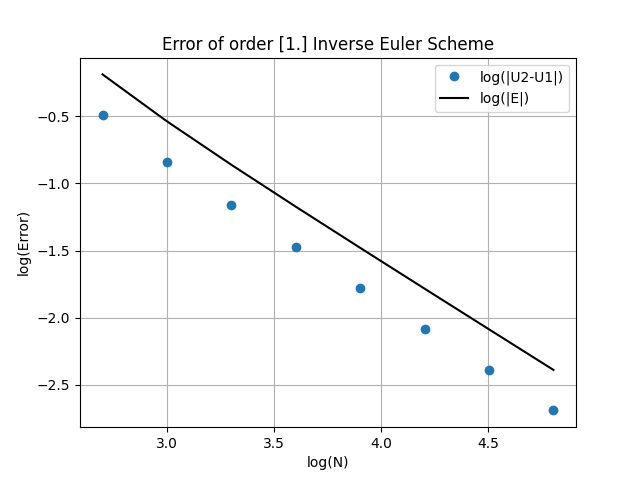 Error of order [1.] Inverse Euler Scheme
log(|U2-U1|)
log(|E|)
log(Error)
−0.5
−1.0
−1.5
−2.0
−2.5
3.0
3.5
4.0
4.5
log(N)